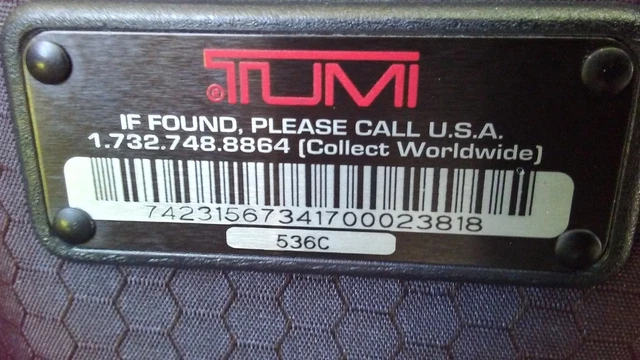 TUMI
IF FOUND, PLEASE CALL U.S.A.
1.732.748.8864 (Collect Worldwide)
74231567341700023818
536C